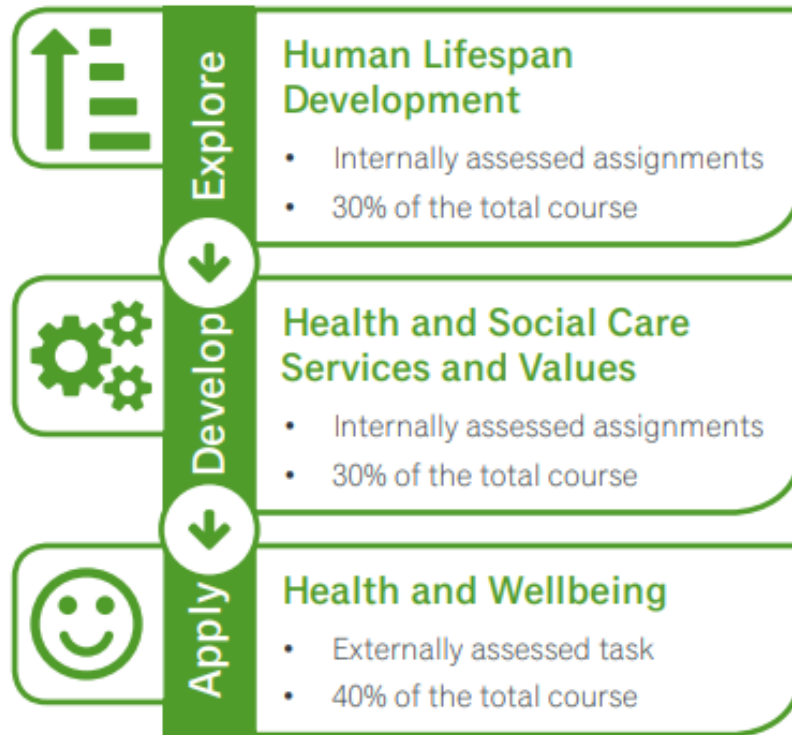 Explore
Human Lifespan
Development
• Internally assessed assignments
• 30% of the total course
Develop
Health and Social Care
Services and Values
• Internally assessed assignments
• 30% of the total course
Apply
Health and Wellbeing
• Externally assessed task
• 40% of the total course